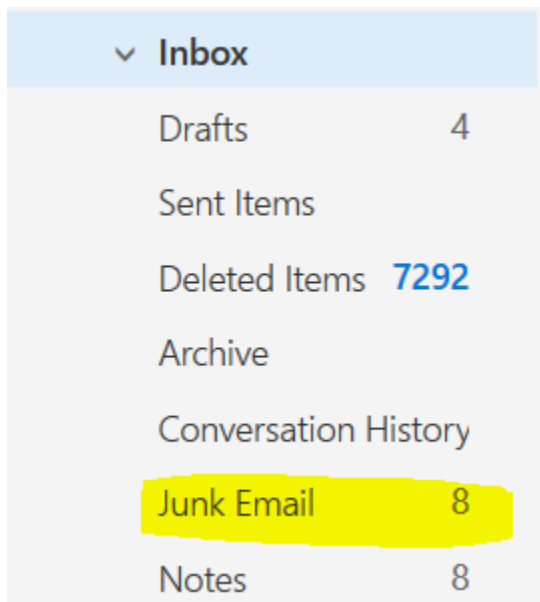 Inbox
Drafts 4
Sent Items
Deleted Items 7292
Archive
Conversation History
Junk Email 8
Notes 8